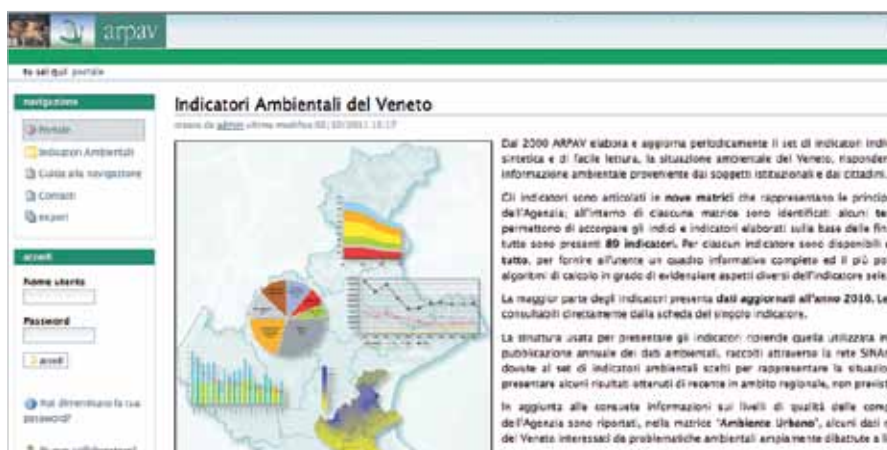 arpav
tu sei qui: portale
navigazione
Portale
Indicatori Ambientali
Guida alla navigazione
Contatti
export
accedi
Nome utente
Password
accedi
Hai dimenticato la tua
password?
Indicatori Ambientali del Veneto
creato da admin ultima modifica
Dal 2000 ARPAV elabora e aggiorna periodicamente il set di indicatori
sintetica e di facile lettura, la situazione ambientale del Veneto,
informazione ambientale proveniente dai soggetti istituzionali e dai cittadini.
Gli indicatori sono articolati in nove matrici che rappresentano le
dell'Agenzia; all'interno di ciascuna matrice sono identificati alcuni
permettono di accorpare gli indici e indicatori elaborati sulla base delle
tutto sono presenti 89 indicatori. Per ciascun indicatore sono disponibili
tutto, per fornire all'utente un quadro informativo completo ed il più
algoritmi di calcolo in grado di evidenziare aspetti diversi dell'indicatore
La maggior parte degli indicatori presenta dati aggiornati all'anno 2010.
consultabili direttamente dalla scheda del singolo indicatore.
La struttura usata per presentare gli indicatori riprende quella utilizzata
pubblicazione annuale dei dati ambientali, raccolti attraverso la rete
dovute al set di indicatori ambientali scelti per rappresentare la
presentare alcuni risultati ottenuti di recente in ambito regionale, non
In aggiunta alle consuete informazioni sui livelli di qualità delle
dell'Agenzia sono riportati, nella matrice "Ambiente Urbano", alcuni dati
del Veneto interessati da problematiche ambientali ampiamente dibattute a